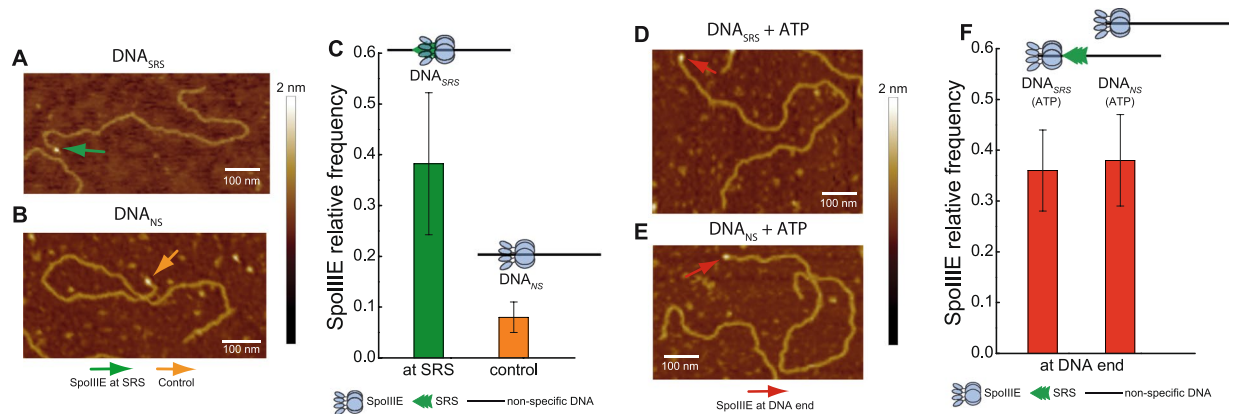 A
DNA_SRS
2 nm
100 nm
B
DNA_NS
100 nm
SpoIIIE at SRS
Control
C
SpoIIIE relative frequency
0.6
0.5
0.4
0.3
0.2
0.1
0.0
DNA_SRS
DNA_NS
at SRS
control
SpoIIIE
SRS
non-specific DNA
D
DNA_SRS + ATP
2 nm
100 nm
E
DNA_NS + ATP
100 nm
SpoIIIE at DNA end
F
SpoIIIE relative frequency
0.6
0.5
0.4
0.3
0.2
0.1
0.0
DNA_SRS
(ATP)
DNA_NS
(ATP)
at DNA end
SpoIIIE
SRS
non-specific DNA